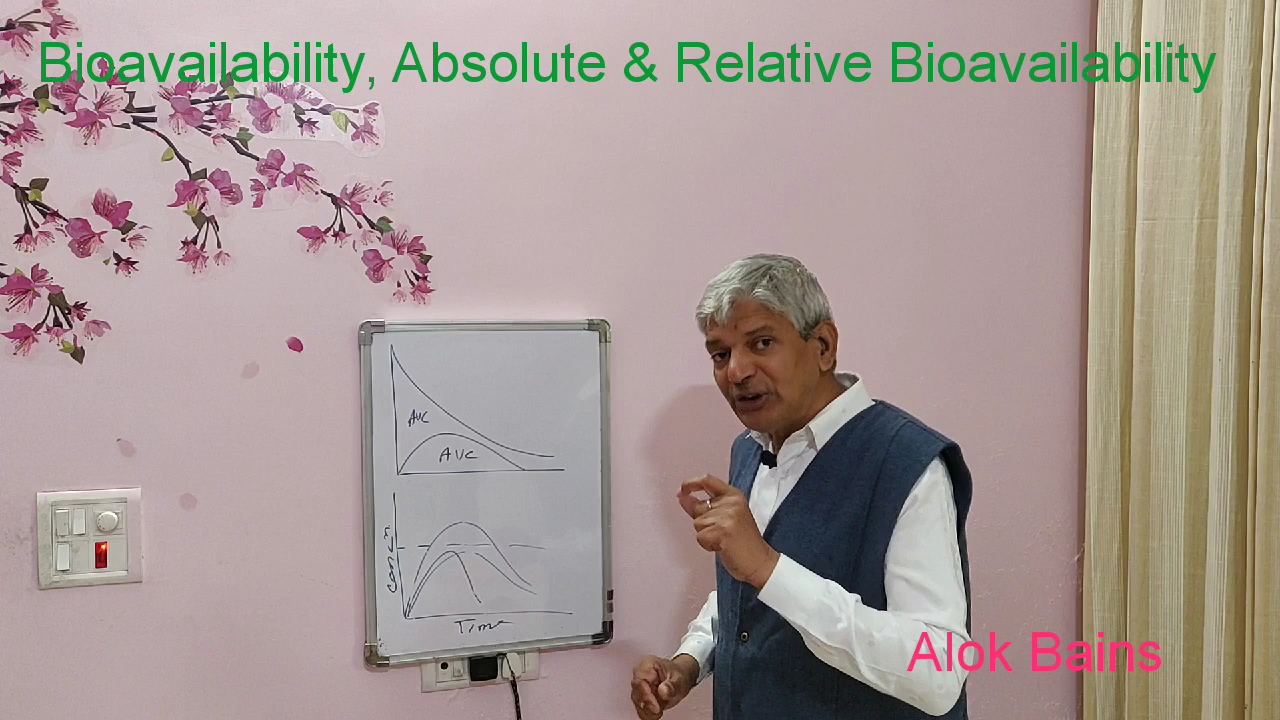 Bioavailability, Absolute & Relative Bioavailability
AUC
AUC
concn
Time
Alok Bains